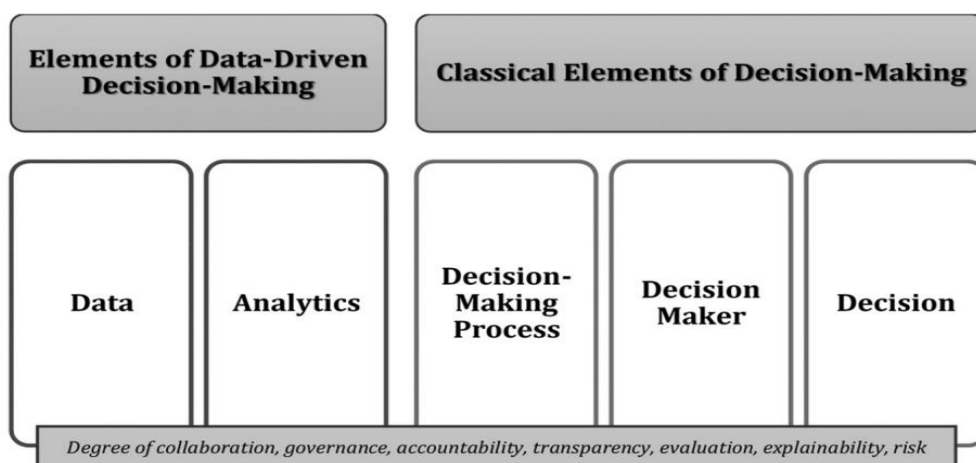 Elements of Data-Driven
Decision-Making
Classical Elements of Decision-Making
Data
Analytics
Decision-
Making
Process
Decision
Maker
Decision
Degree of collaboration, governance, accountability, transparency, evaluation, explainability, risk